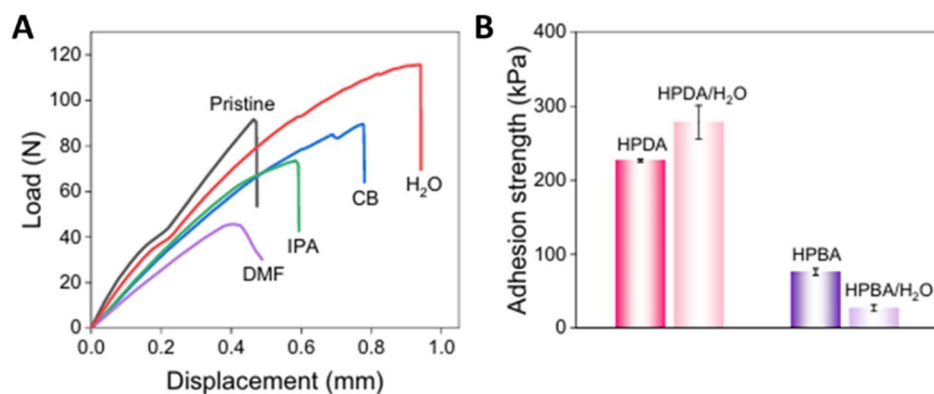 A
Load (N)
120
100
80
60
40
20
0
Pristine
H₂O
CB
IPA
DMF
0.0 0.2 0.4 0.6 0.8 1.0
Displacement (mm)
B
Adhesion strength (kPa)
400
300
200
100
0
HPDA
HPDA/H₂O
HPBA
HPBA/H₂O